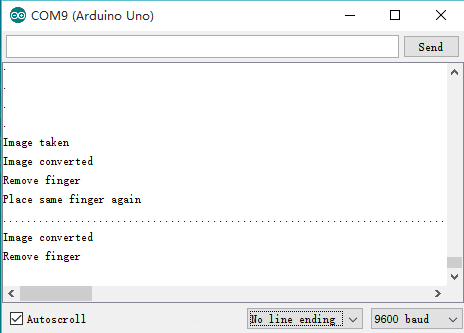 COM9 (Arduino Uno)
Send
.
.
.
.
Image taken
Image converted
Remove finger
Place same finger again
..........................................................................
Image converted
Remove finger
Autoscroll
No line ending
9600 baud